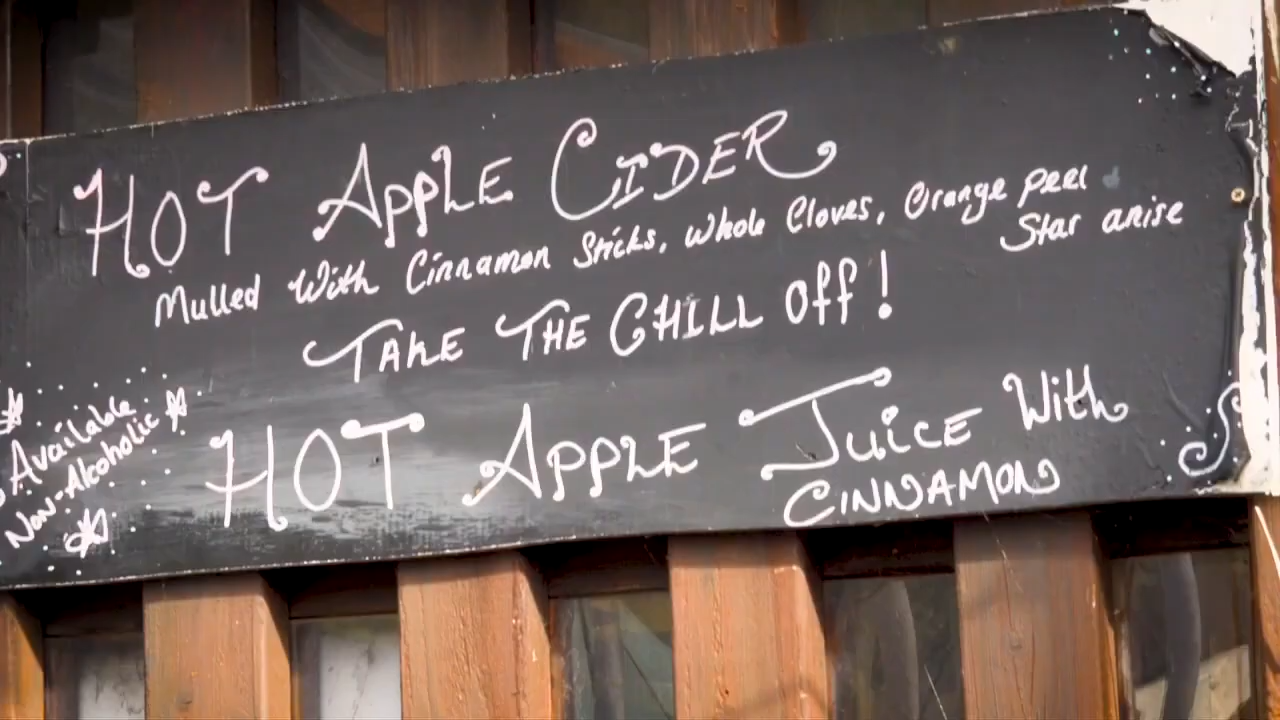 HOT APPLE CIDER
Mulled With Cinnamon Sticks, Whole Cloves, Orange peel
Star anise
TAKE THE CHILL Off!
Available
Non-Alcoholic
HOT APPLE JUICE With
CINNAMON